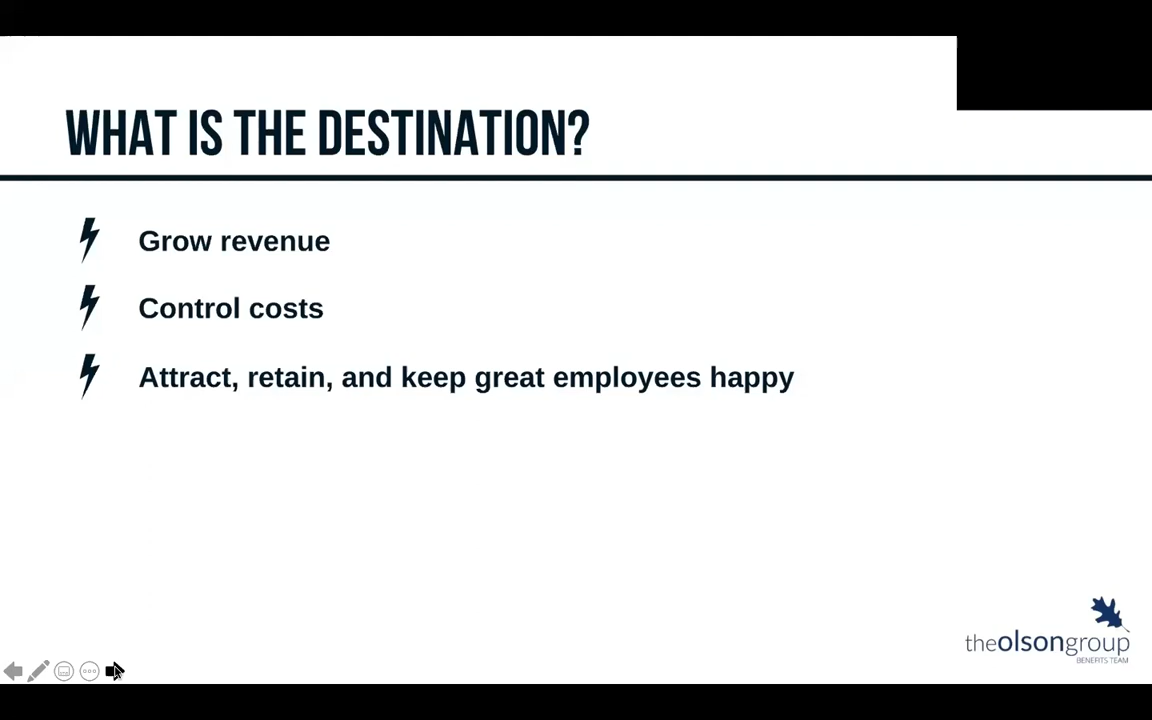 WHAT IS THE DESTINATION?
Grow revenue
Control costs
Attract, retain, and keep great employees happy
theolsongroup
BENEFITS TEAM